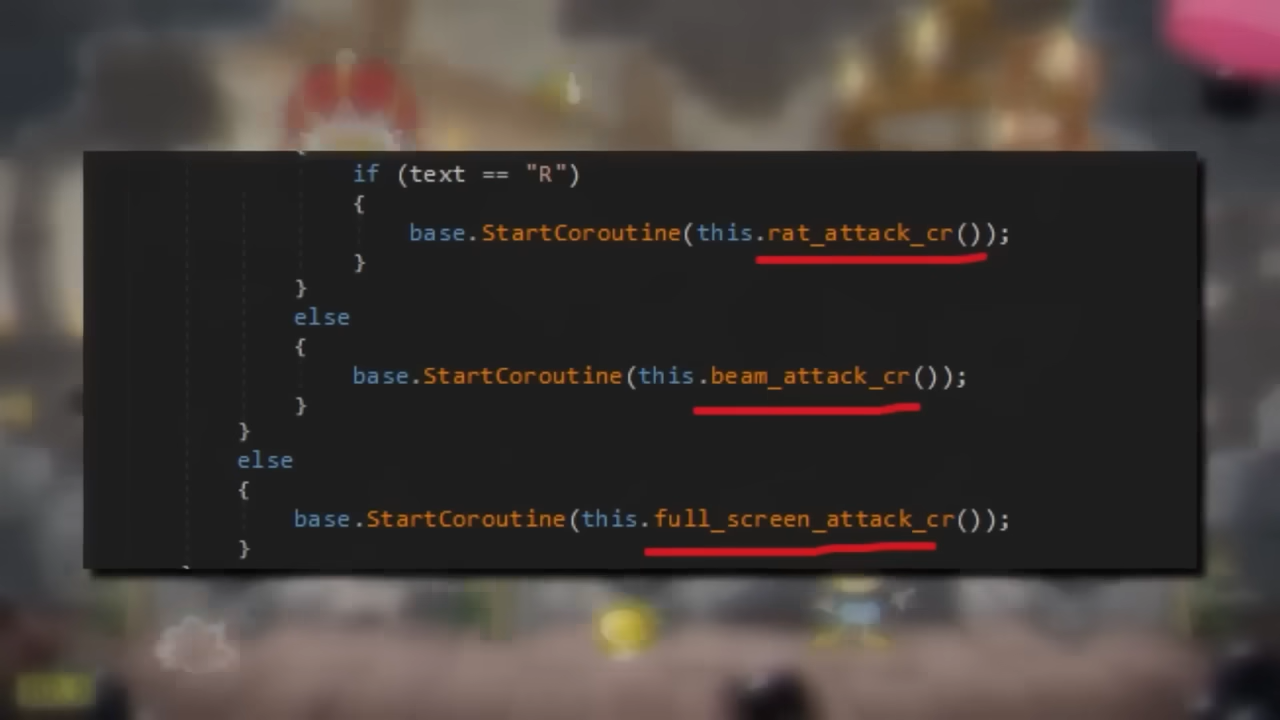 if (text == "R")
{
base.StartCoroutine(this.rat_attack_cr());
}
}
else
{
base.StartCoroutine(this.beam_attack_cr());
}
}
else
{
base.StartCoroutine(this.full_screen_attack_cr());
}